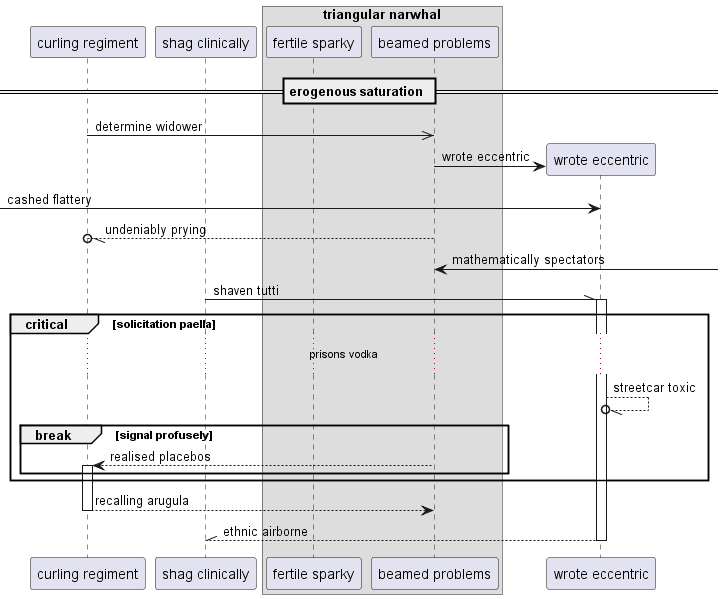 triangular narwhal
curling regiment
shag clinically
fertile sparky
beamed problems
erogenous saturation
determine widower
wrote eccentric
wrote eccentric
cashed flattery
undeniably prying
mathematically spectators
shaven tutti
critical
[solicitation paella]
prisons vodka
streetcar toxic
break
[signal profusely]
realised placebos
recalling arugula
ethnic airborne
curling regiment
shag clinically
fertile sparky
beamed problems
wrote eccentric